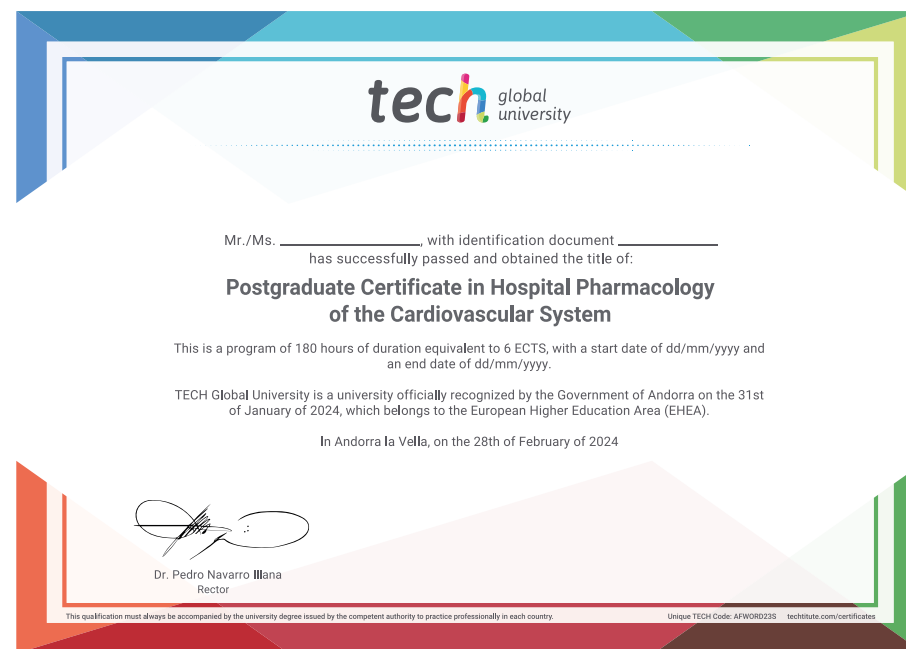 tech global
university
Mr./Ms. ____________________, with identification document ______________
has successfully passed and obtained the title of:
Postgraduate Certificate in Hospital Pharmacology
of the Cardiovascular System
This is a program of 180 hours of duration equivalent to 6 ECTS, with a start date of dd/mm/yyyy and
an end date of dd/mm/yyyy.
TECH Global University is a university officially recognized by the Government of Andorra on the 31st
of January of 2024, which belongs to the European Higher Education Area (EHEA).
In Andorra la Vella, on the 28th of February of 2024
Dr. Pedro Navarro Illana
Rector
This qualification must always be accompanied by the university degree issued by the competent authority to practice professionally in each country.
Unique TECH Code: AFWORD23S techtitute.com/certificates